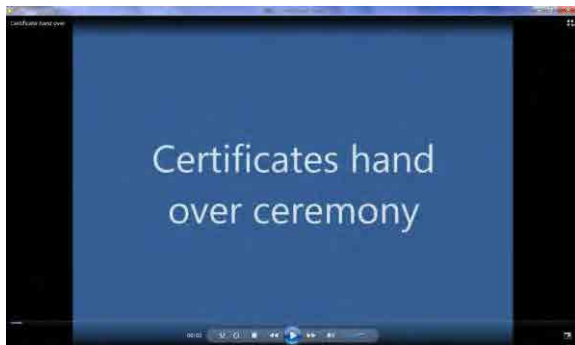 Certificate hand over
Certificates hand
over ceremony
00:02